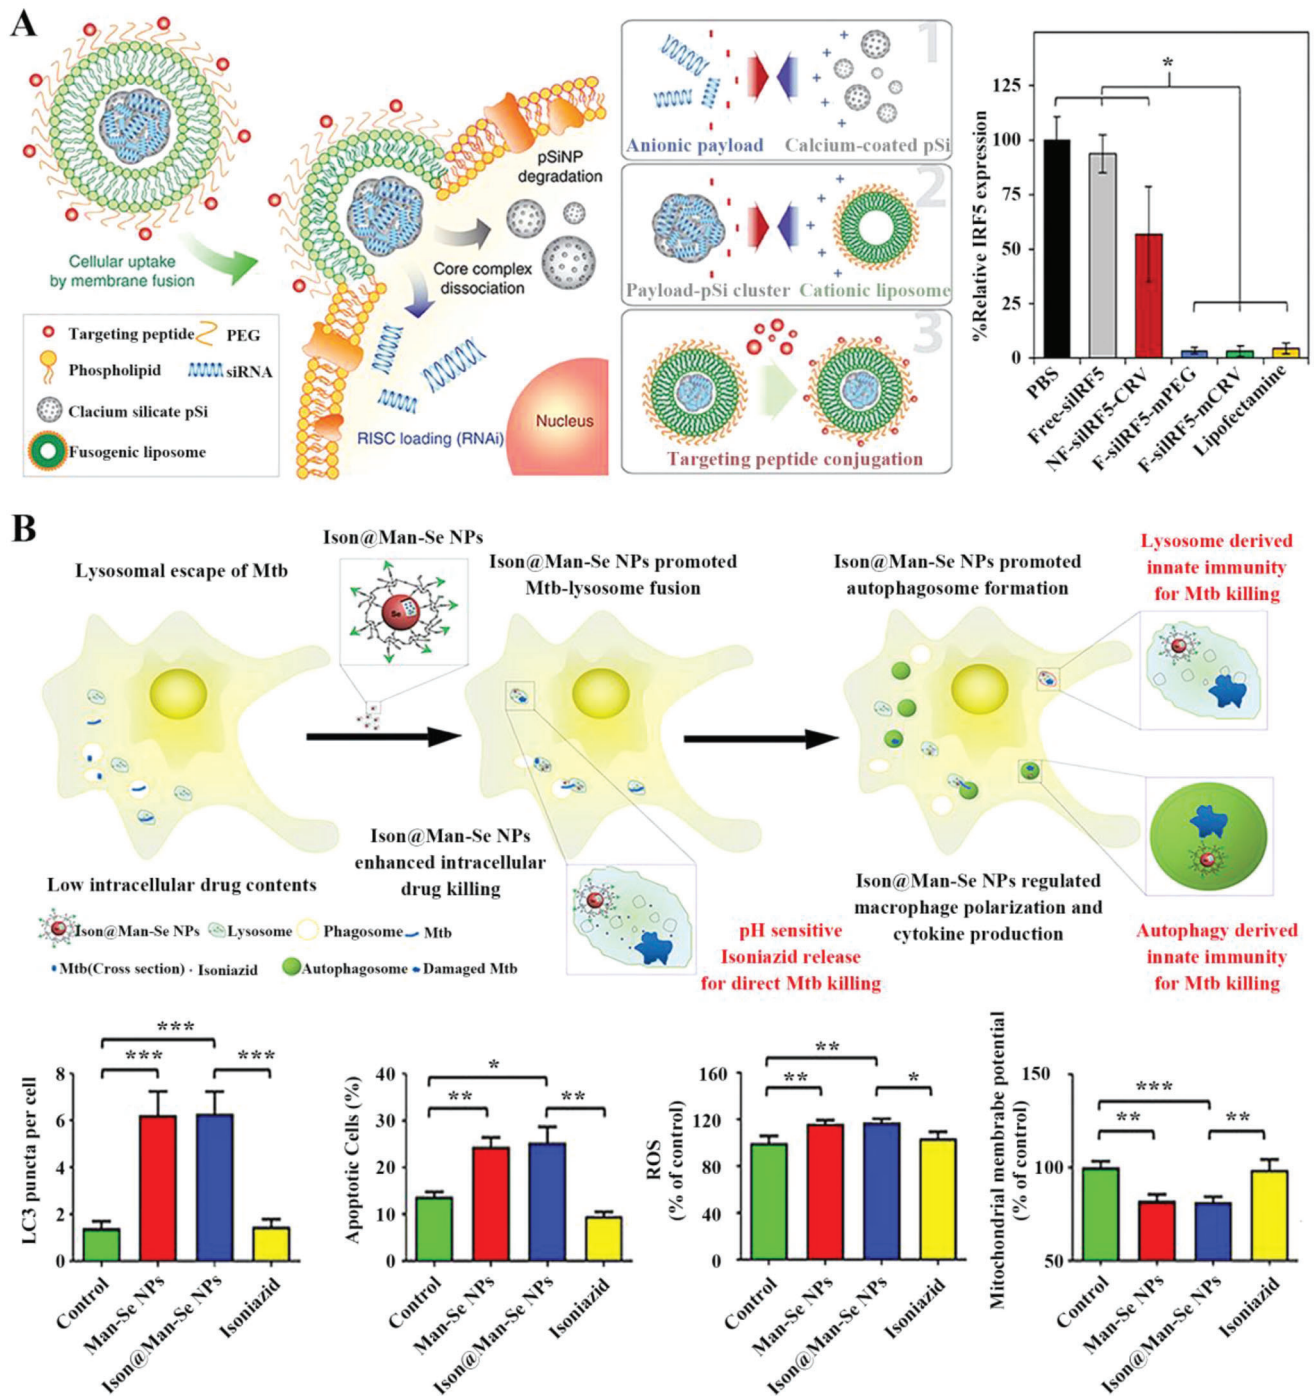 A
Cellular uptake
by membrane fusion
Targeting peptide
PEG
Phospholipid
siRNA
Clacium silicate pSi
Fusogenic liposome
pSiNP
degradation
Core complex
dissociation
RISC loading (RNAi)
Nucleus
1
Anionic payload
Calcium-coated pSi
2
Payload-pSi cluster
Cationic liposome
3
Targeting peptide conjugation
%Relative IRF5 expression
125
100
75
50
25
0
*
PBS
Free-siIRF5
NF-siIRF5-CRV
F-siIRF5-mPEG
F-siIRF5-mCRV
Lipofectamine
B
Lysosomal escape of Mtb
Ison@Man-Se NPs
Se
Ison@Man-Se NPs promoted
Mtb-lysosome fusion
Ison@Man-Se NPs promoted
autophagosome formation
Lysosome derived
innate immunity
for Mtb killing
Ison@Man-Se NPs
enhanced intracellular
drug killing
Low intracellular drug contents
Ison@Man-Se NPs
Lysosome
Phagosome
Mtb
Mtb(Cross section)
· Isoniazid
Autophagosome
Damaged Mtb
pH sensitive
Isoniazid release
for direct Mtb killing
Ison@Man-Se NPs regulated
macrophage polarization and
cytokine production
Autophagy derived
innate immunity
for Mtb killing
LC3 puncta per cell
8
6
4
2
0
***
***
***
Control
Man-Se NPs
Ison@Man-Se NPs
Isoniazid
Apoptotic Cells (%)
40
30
20
10
0
*
**
**
Control
Man-Se NPs
Ison@Man-Se NPs
Isoniazid
ROS
(% of control)
160
120
80
40
0
**
**
*
Control
Man-Se NPs
Ison@Man-Se NPs
Isoniazid
Mitochondrial membrabe potential
(% of control)
150
100
50
***
**
**
Control
Man-Se NPs
Ison@Man-Se NPs
Isoniazid